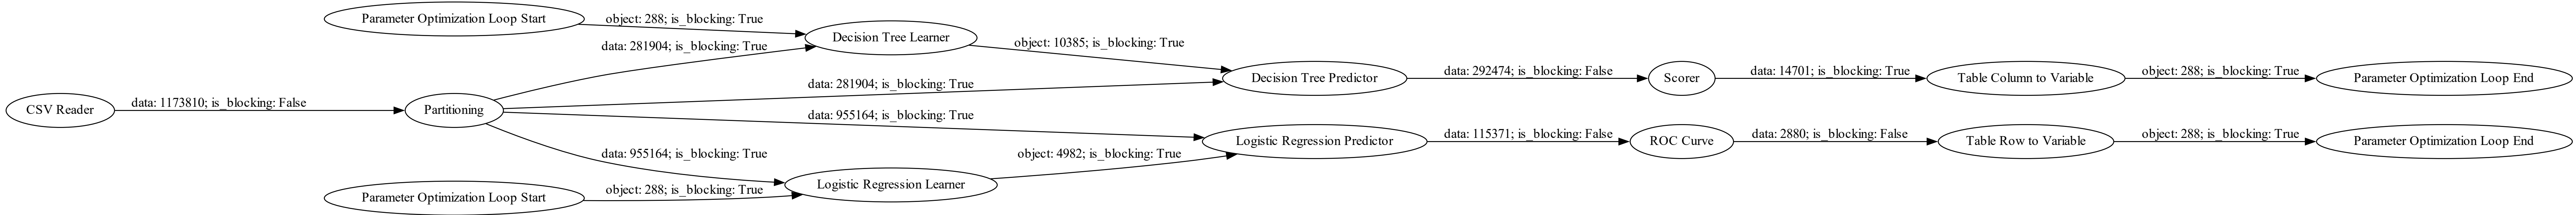 Parameter Optimization Loop Start
object: 288; is_blocking: True
Decision Tree Learner
data: 281904; is_blocking: True
object: 10385; is_blocking: True
Decision Tree Predictor
data: 292474; is_blocking: False
Scorer
data: 14701; is_blocking: True
Table Column to Variable
object: 288; is_blocking: True
Parameter Optimization Loop End
data: 281904; is_blocking: True
CSV Reader
data: 1173810; is_blocking: False
Partitioning
data: 955164; is_blocking: True
Logistic Regression Predictor
data: 115371; is_blocking: False
ROC Curve
data: 2880; is_blocking: False
Table Row to Variable
object: 288; is_blocking: True
Parameter Optimization Loop End
data: 955164; is_blocking: True
object: 4982; is_blocking: True
Logistic Regression Learner
Parameter Optimization Loop Start
object: 288; is_blocking: True